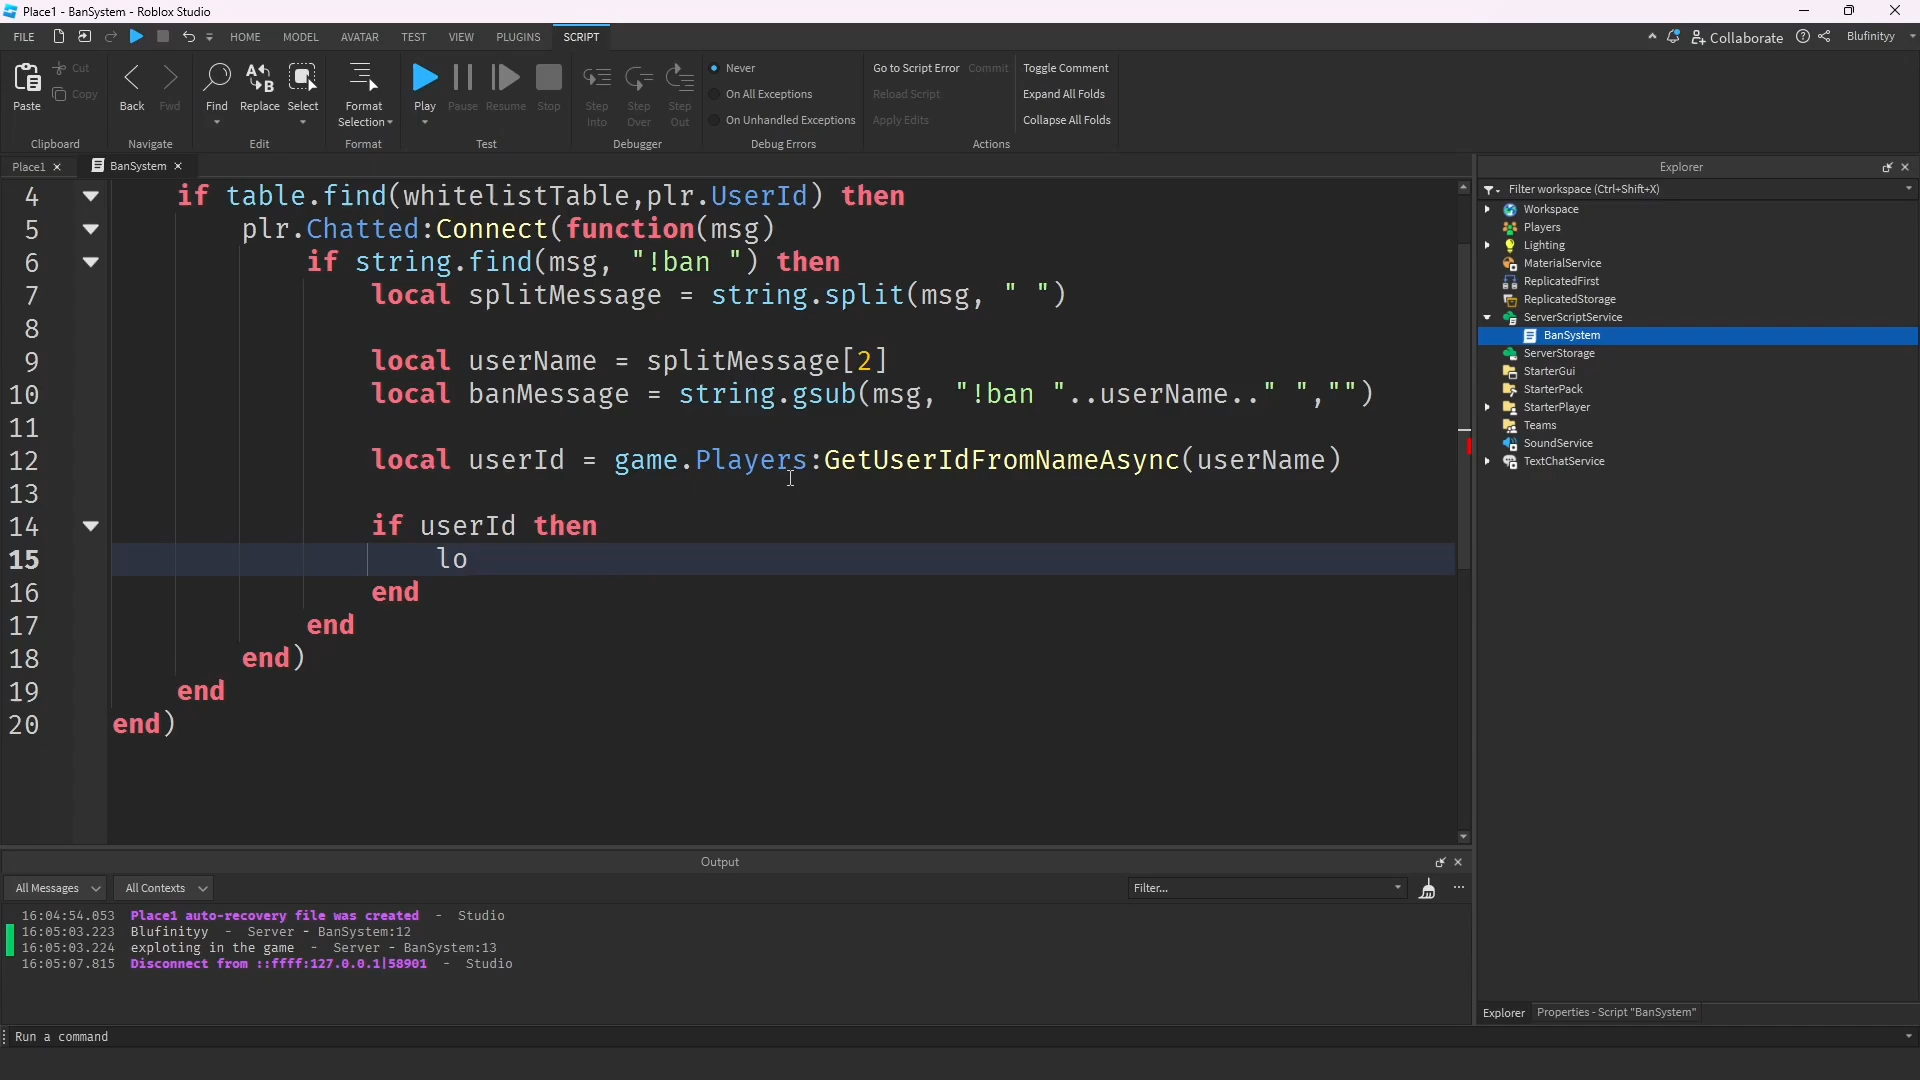 Place1 - BanSystem - Roblox Studio
FILE HOME MODEL AVATAR TEST VIEW PLUGINS SCRIPT Collaborate Blufinityy
Paste Cut Copy Back Fwd Find Replace Select Format Selection Play Pause Resume Stop Step Into Step Over Step Out
Never
On All Exceptions
On Unhandled Exceptions
Go to Script Error Commit
Reload Script
Apply Edits
Toggle Comment
Expand All Folds
Collapse All Folds
Clipboard Navigate Edit Format Test Debugger Debug Errors Actions
Place1 BanSystem
4 if table.find(whitelistTable,plr.UserId) then
5 plr.Chatted:Connect(function(msg)
6 if string.find(msg, "!ban ") then
7 local splitMessage = string.split(msg, " ")
8
9 local userName = splitMessage[2]
10 local banMessage = string.gsub(msg, "!ban "..userName.." ","")
11
12 local userId = game.Players:GetUserIdFromNameAsync(userName)
13
14 if userId then
15 lo
16 end
17 end
18 end)
19 end
20 end)
Explorer
Filter workspace (Ctrl+Shift+X)
Workspace
Players
Lighting
MaterialService
ReplicatedFirst
ReplicatedStorage
ServerScriptService
BanSystem
ServerStorage
StarterGui
StarterPack
StarterPlayer
Teams
SoundService
TextChatService
Explorer Properties - Script "BanSystem"
Output
All Messages All Contexts Filter... ...
16:04:54.053 Place1 auto-recovery file was created - Studio
16:05:03.223 Blufinityy - Server - BanSystem:12
16:05:03.224 exploting in the game - Server - BanSystem:13
16:05:07.815 Disconnect from ::ffff:127.0.0.1|58901 - Studio
Run a command